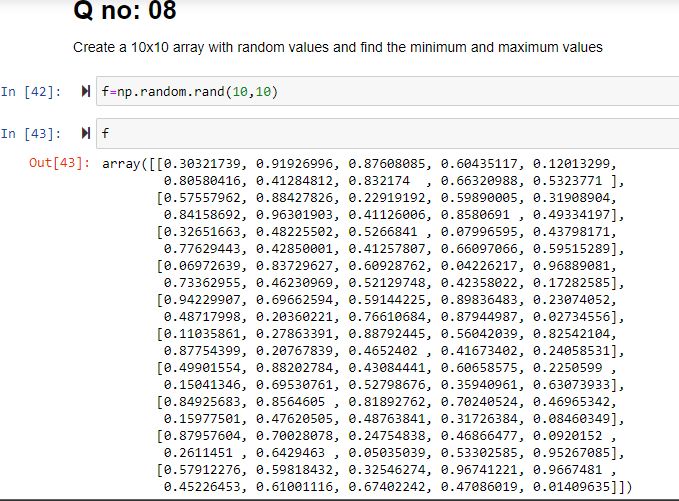 Q no: 08
Create a 10x10 array with random values and find the minimum and maximum values
In [42]: f=np.random.rand(10,10)
In [43]: f
Out[43]: array([[0.30321739, 0.91926996, 0.87608085, 0.60435117, 0.12013299,
0.80580416, 0.41284812, 0.832174  , 0.66320988, 0.5323771 ],
[0.57557962, 0.88427826, 0.22919192, 0.59890005, 0.31908904,
0.84158692, 0.96301903, 0.41126006, 0.8580691 , 0.49334197],
[0.32651663, 0.48225502, 0.5266841 , 0.07996595, 0.43798171,
0.77629443, 0.42850001, 0.41257807, 0.66097066, 0.59515289],
[0.06972639, 0.83729627, 0.60928762, 0.04226217, 0.96889081,
0.73362955, 0.46230969, 0.52129748, 0.42358022, 0.17282585],
[0.94229907, 0.69662594, 0.59144225, 0.89836483, 0.23074052,
0.48717998, 0.20360221, 0.76610684, 0.87944987, 0.02734556],
[0.11035861, 0.27863391, 0.88792445, 0.56042039, 0.82542104,
0.87754399, 0.20767839, 0.4652402 , 0.41673402, 0.24058531],
[0.49901554, 0.88202784, 0.43084441, 0.60658575, 0.2250599 ,
0.15041346, 0.69530761, 0.52798676, 0.35940961, 0.63073933],
[0.84925683, 0.8564605 , 0.81892762, 0.70240524, 0.46965342,
0.15977501, 0.47620505, 0.48763841, 0.31726384, 0.08460349],
[0.87957604, 0.70028078, 0.24754838, 0.46866477, 0.0920152 ,
0.2611451 , 0.6429463 , 0.05035039, 0.53302585, 0.95267085],
[0.57912276, 0.59818432, 0.32546274, 0.96741221, 0.9667481 ,
0.45226453, 0.61001116, 0.67402242, 0.47086019, 0.01409635]])